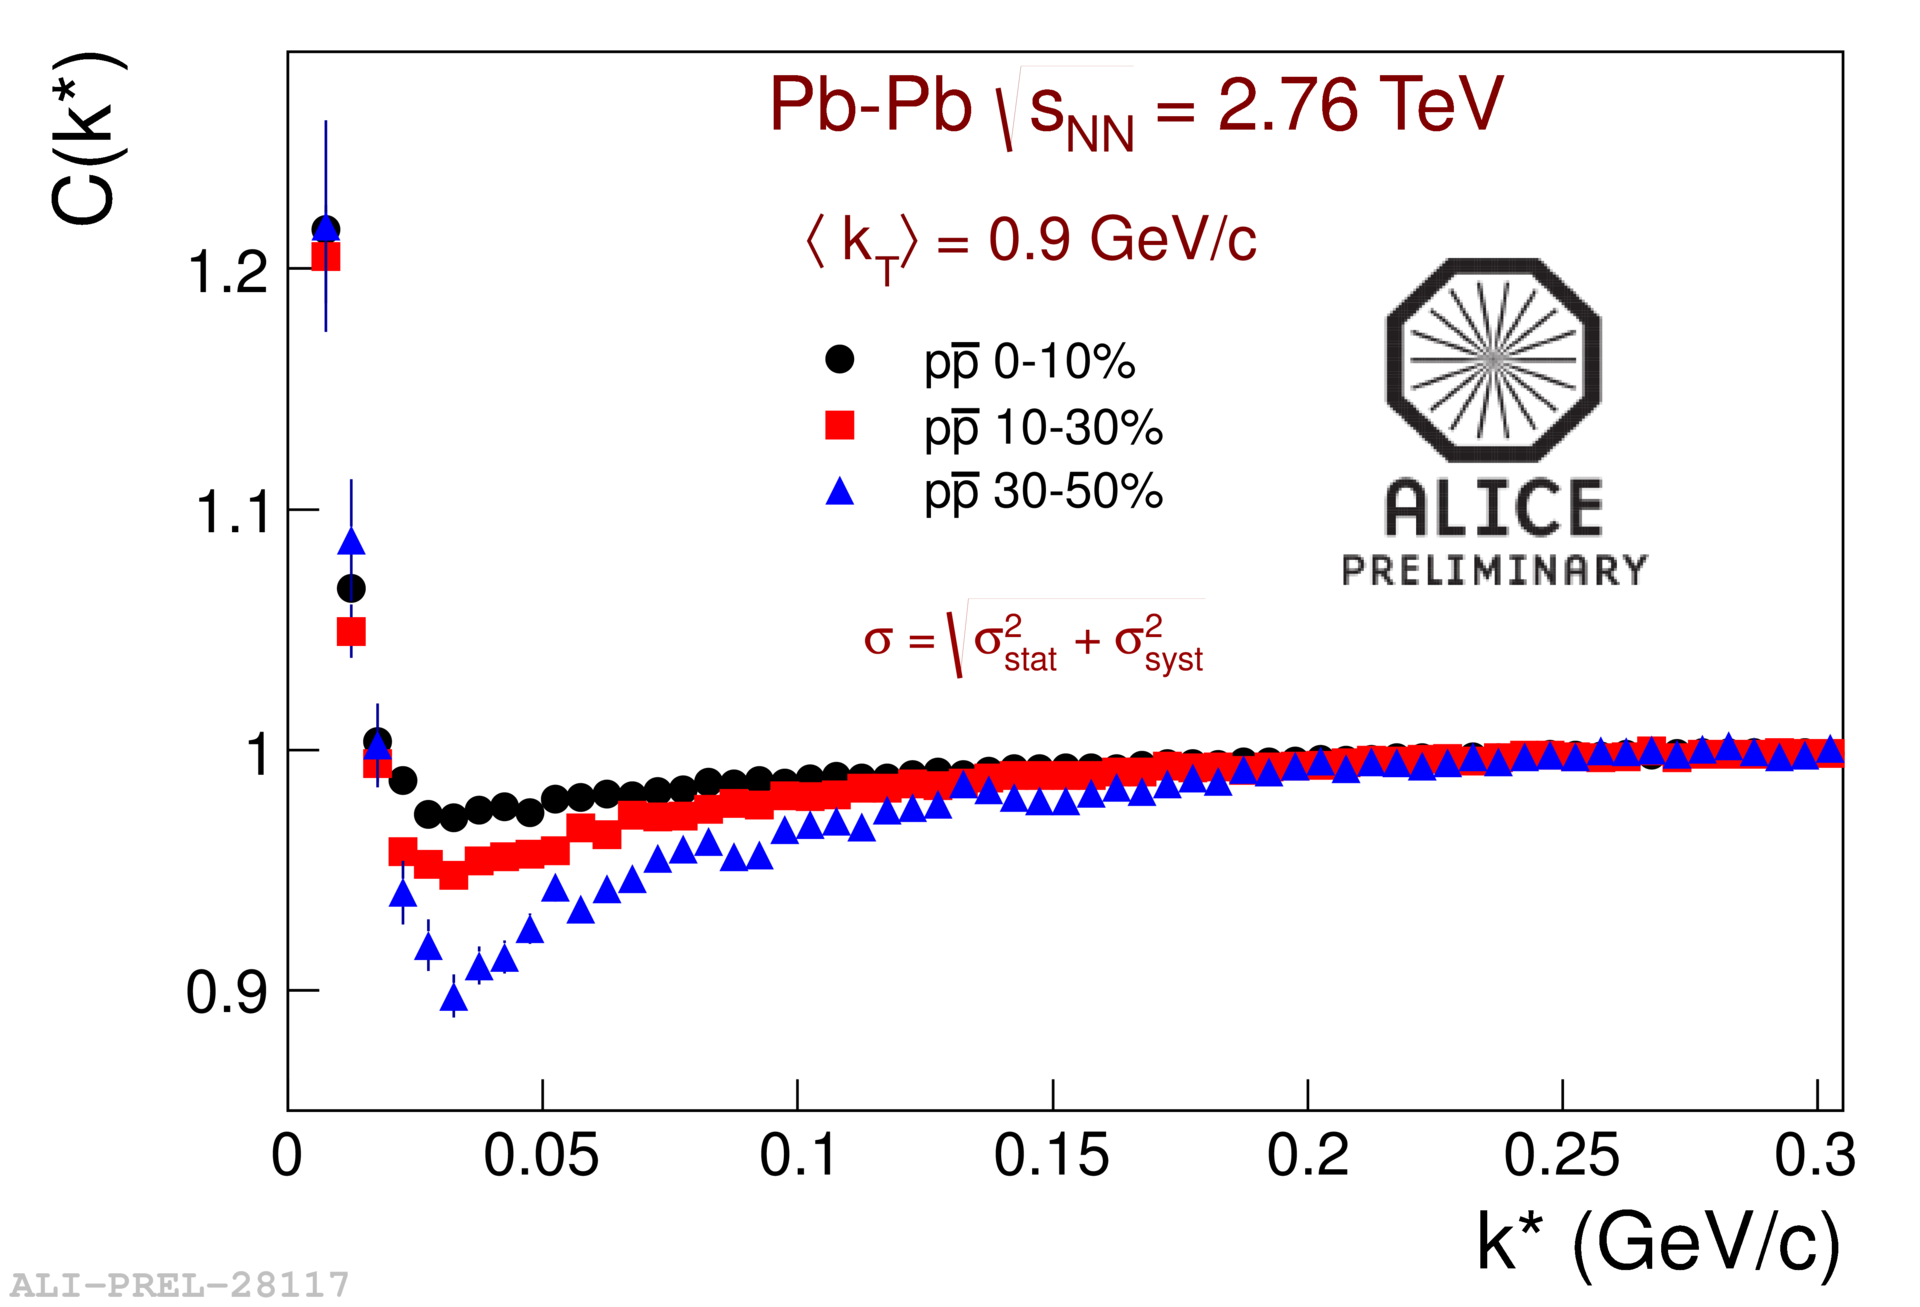 C(k*)
Pb-Pb √sNN = 2.76 TeV
⟨ kT⟩ = 0.9 GeV/c
pp̅ 0-10%
pp̅ 10-30%
pp̅ 30-50%
ALICE
PRELIMINARY
σ = √σ²stat + σ²syst
1.2
1.1
1
0.9
0 0.05 0.1 0.15 0.2 0.25 0.3
k* (GeV/c)
ALI-PREL-28117